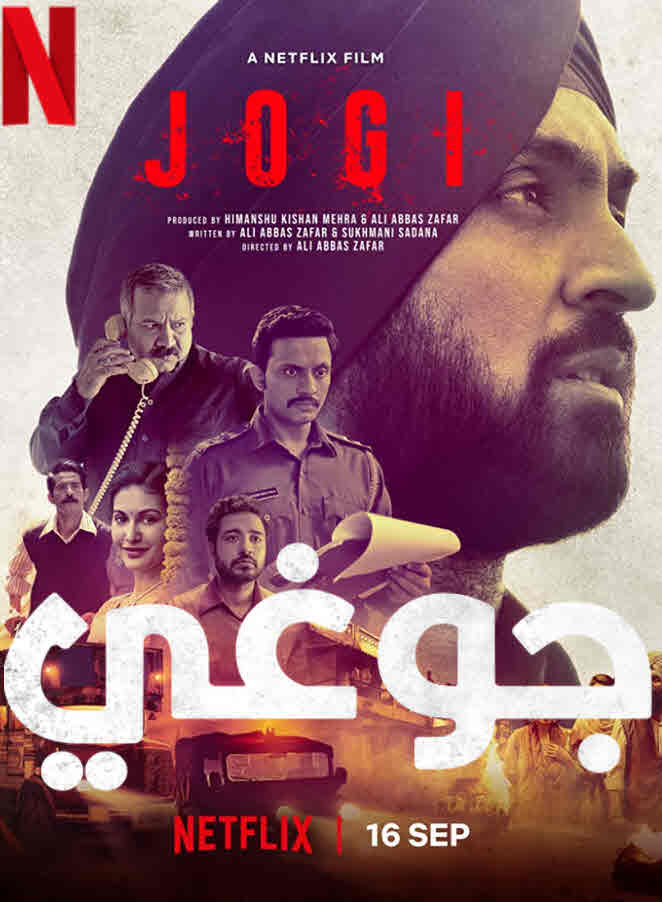 N
A NETFLIX FILM
JOGI
PRODUCED BY HIMANSHU KISHAN MEHRA & ALI ABBAS ZAFAR
WRITTEN BY ALI ABBAS ZAFAR & SUKHMANI SADANA
DIRECTED BY ALI ABBAS ZAFAR
جوغي
NETFLIX | 16 SEP